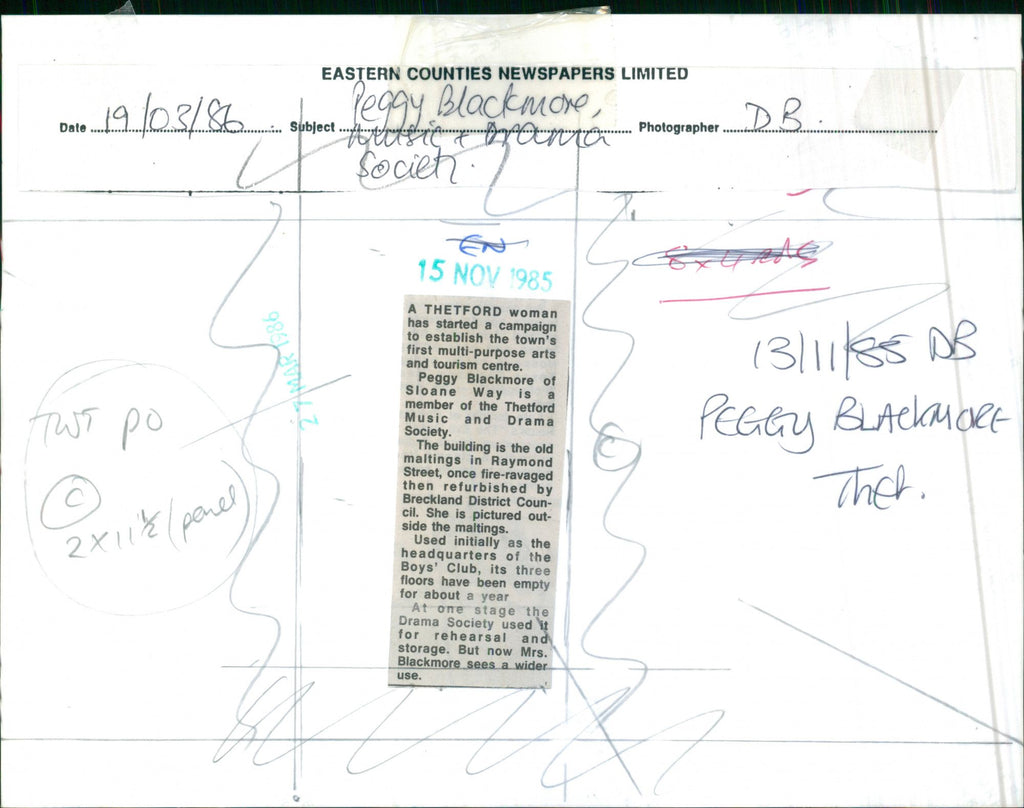 EASTERN COUNTIES NEWSPAPERS LIMITED
Date 19/03/86 Subject Peggy Blackmore, Photographer DB.
Music + Drama
Society.
EN
15 NOV 1985
A THETFORD woman
has started a campaign
to establish the town's
first multi-purpose arts
and tourism centre.
Peggy Blackmore of
Sloane Way is a
member of the Thetford
Music and Drama
Society.
The building is the old
maltings in Raymond
Street, once fire-ravaged
then refurbished by
Breckland District Coun-
cil. She is pictured out-
side the maltings.
Used initially as the
headquarters of the
Boys' Club, its three
floors have been empty
for about a year
At one stage the
Drama Society used it
for rehearsal and
storage. But now Mrs.
Blackmore sees a wider
use.
27 MAR 1986
TWT PO
C
2 X 11½ (panel)
C
13/11/85 DB
PEGGY BLACKMORE
Thet.